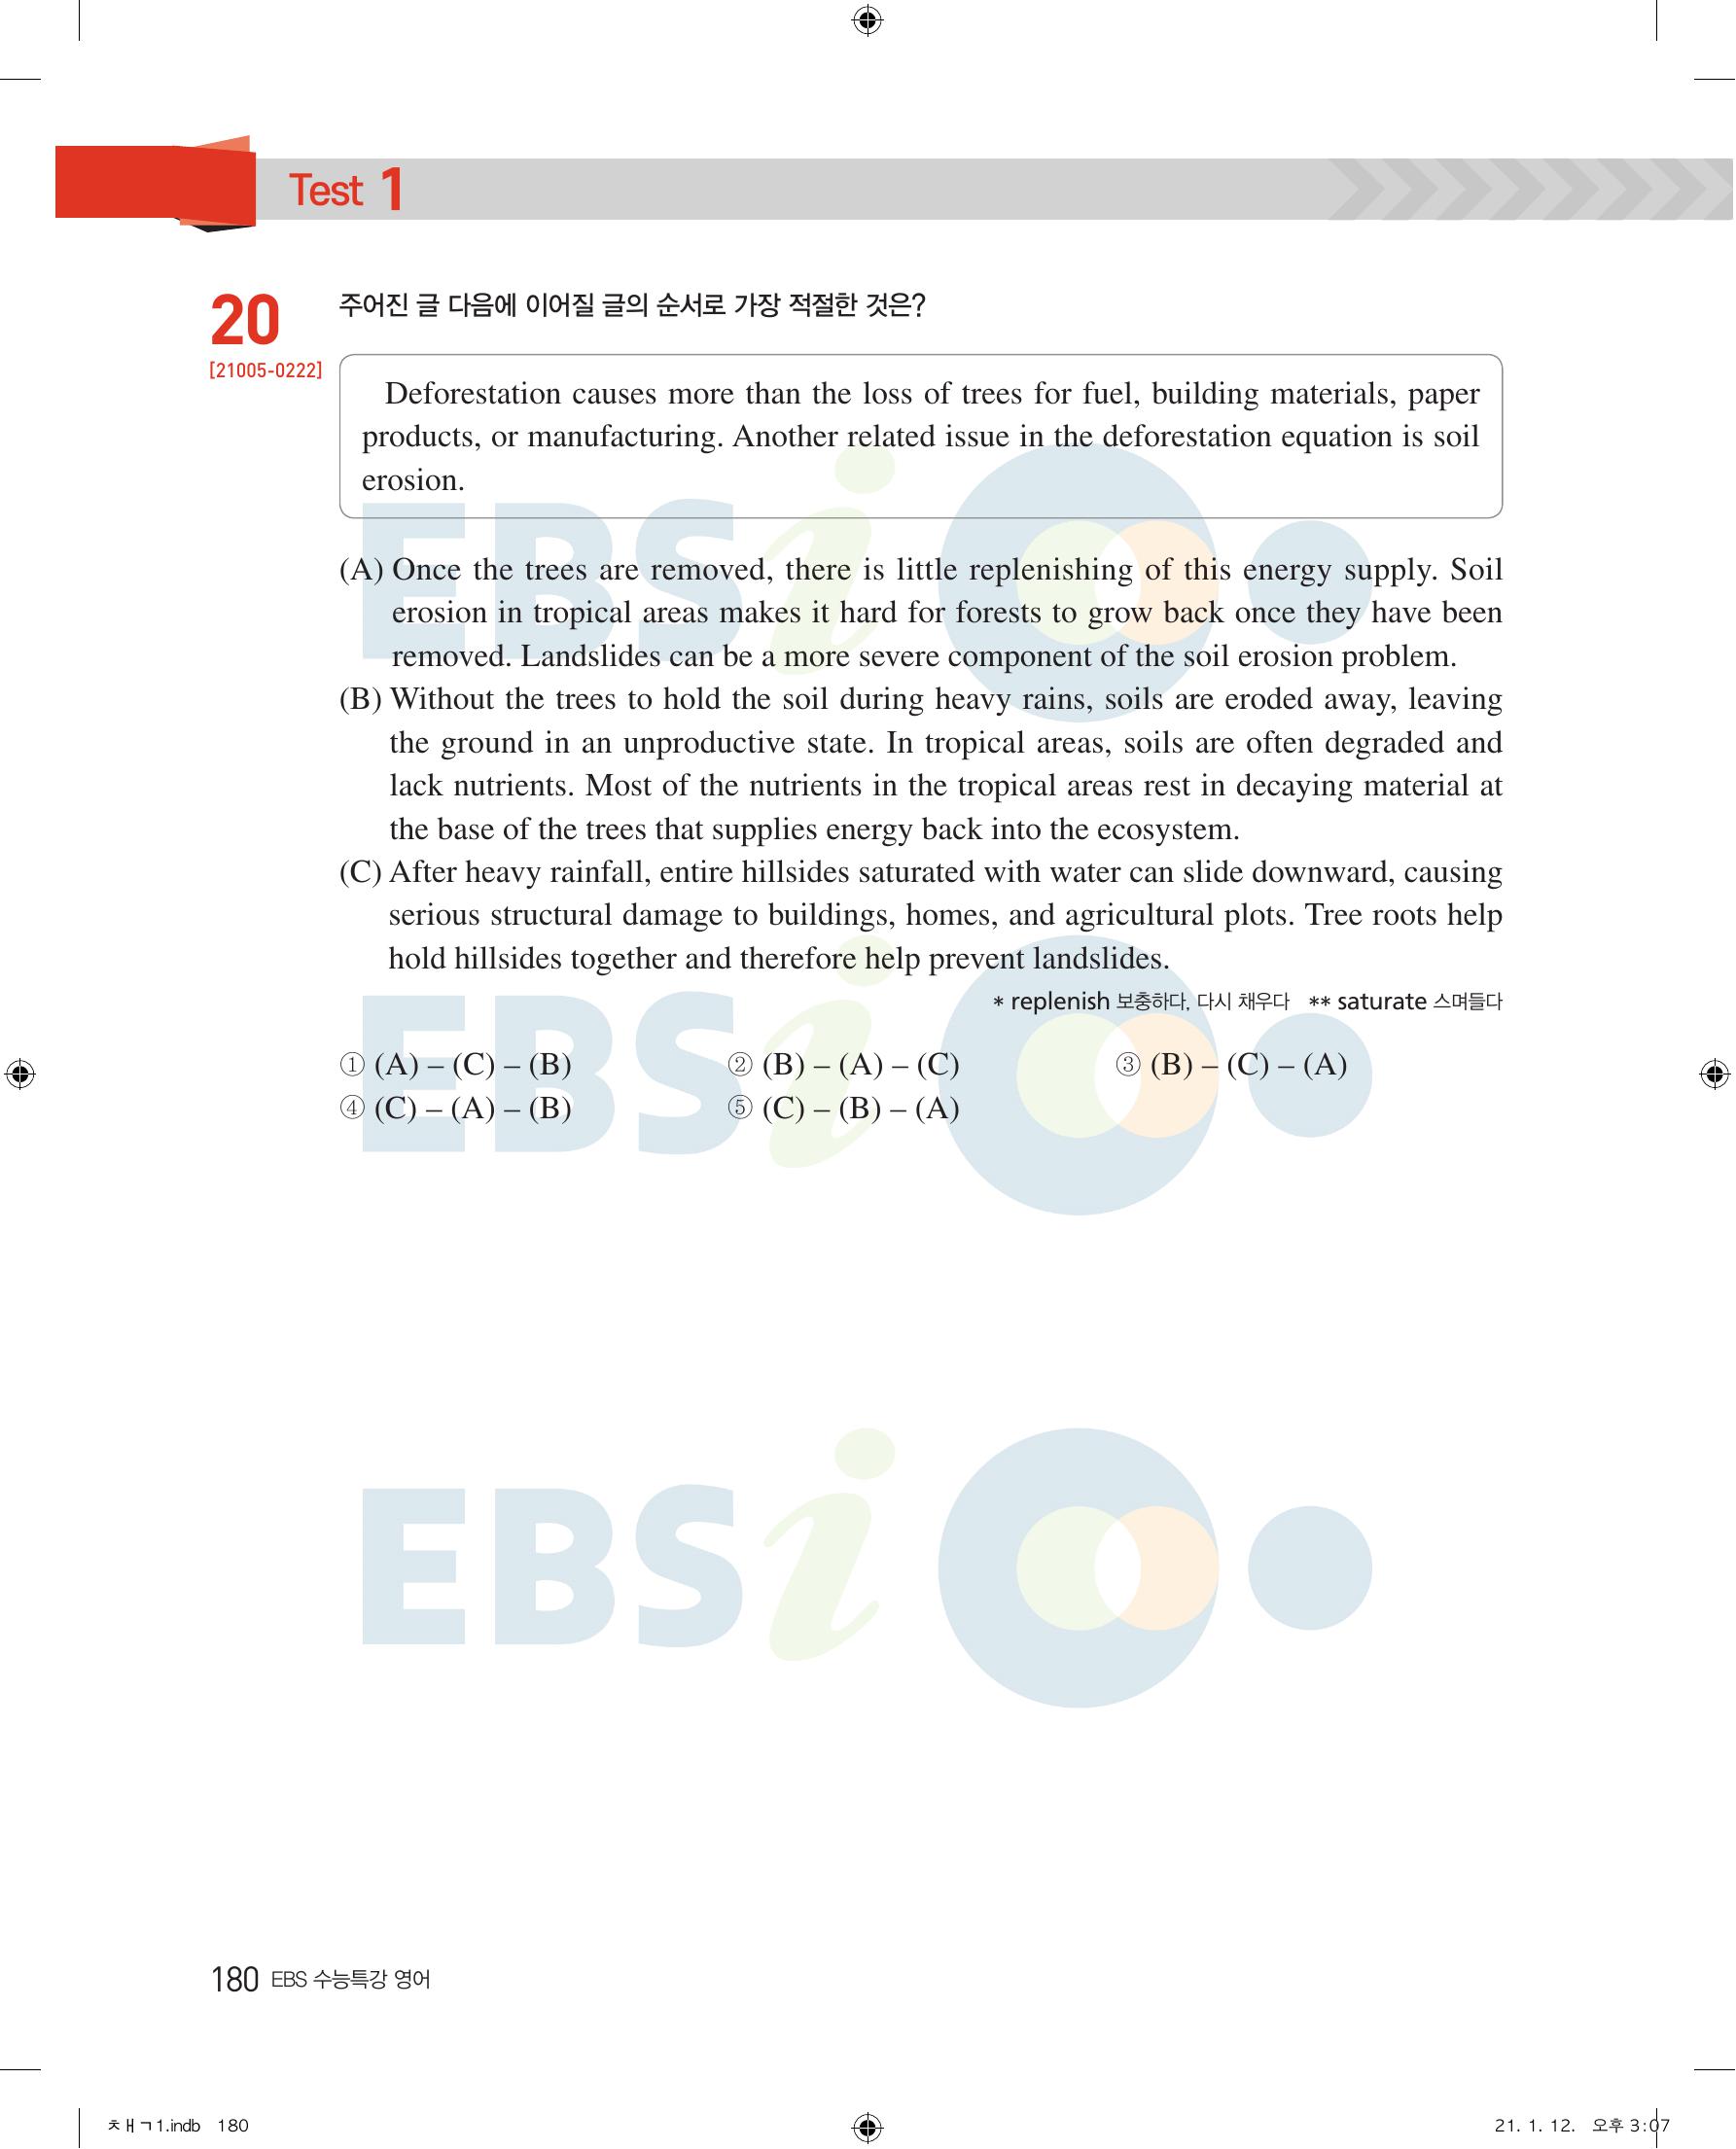 Test 1
20
[21005-0222]
주어진 글 다음에 이어질 글의 순서로 가장 적절한 것은?
Deforestation causes more than the loss of trees for fuel, building materials, paper
products, or manufacturing. Another related issue in the deforestation equation is soil
erosion.
(A) Once the trees are removed, there is little replenishing of this energy supply. Soil
erosion in tropical areas makes it hard for forests to grow back once they have been
removed. Landslides can be a more severe component of the soil erosion problem.
(B) Without the trees to hold the soil during heavy rains, soils are eroded away, leaving
the ground in an unproductive state. In tropical areas, soils are often degraded and
lack nutrients. Most of the nutrients in the tropical areas rest in decaying material at
the base of the trees that supplies energy back into the ecosystem.
(C) After heavy rainfall, entire hillsides saturated with water can slide downward, causing
serious structural damage to buildings, homes, and agricultural plots. Tree roots help
hold hillsides together and therefore help prevent landslides.
* replenish 보충하다, 다시 채우다 ** saturate 스며들다
① (A) – (C) – (B) ② (B) – (A) – (C) ③ (B) – (C) – (A)
④ (C) – (A) – (B) ⑤ (C) – (B) – (A)
EBSi
EBSi
EBSi
180 EBS 수능특강 영어
ㅊㅐㄱ1.indb 180 21. 1. 12. 오후 3:07